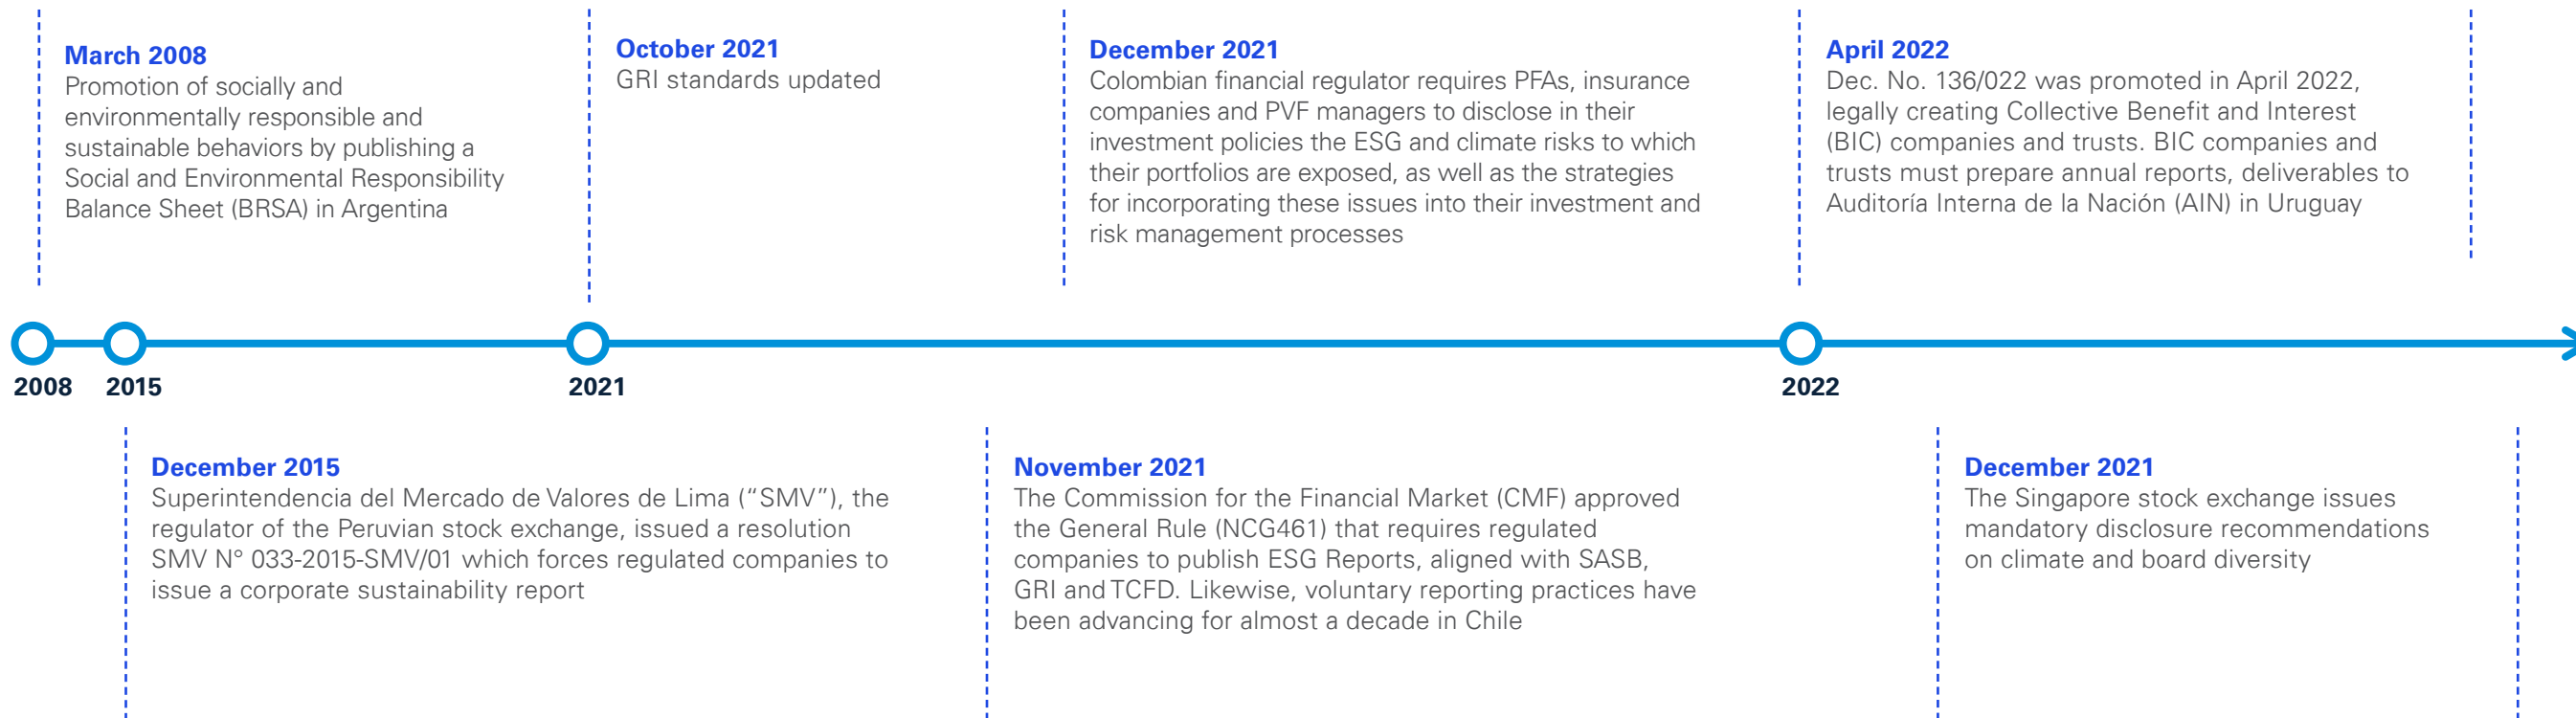 March 2008
Promotion of socially and
environmentally responsible and
sustainable behaviors by publishing a
Social and Environmental Responsibility
Balance Sheet (BRSA) in Argentina
October 2021
GRI standards updated
December 2021
Colombian financial regulator requires PFAs, insurance
companies and PVF managers to disclose in their
investment policies the ESG and climate risks to which
their portfolios are exposed, as well as the strategies
for incorporating these issues into their investment and
risk management processes
April 2022
Dec. No. 136/022 was promoted in April 2022,
legally creating Collective Benefit and Interest
(BIC) companies and trusts. BIC companies and
trusts must prepare annual reports, deliverables to
Auditoría Interna de la Nación (AIN) in Uruguay
2008
2015
2021
2022
December 2015
Superintendencia del Mercado de Valores de Lima (“SMV”), the
regulator of the Peruvian stock exchange, issued a resolution
SMV N° 033-2015-SMV/01 which forces regulated companies to
issue a corporate sustainability report
November 2021
The Commission for the Financial Market (CMF) approved
the General Rule (NCG461) that requires regulated
companies to publish ESG Reports, aligned with SASB,
GRI and TCFD. Likewise, voluntary reporting practices have
been advancing for almost a decade in Chile
December 2021
The Singapore stock exchange issues
mandatory disclosure recommendations
on climate and board diversity